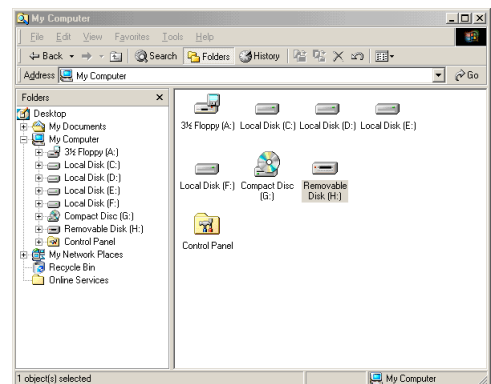 My Computer
File Edit View Favorites Tools Help
Back Search Folders History
Address My Computer Go
Folders
Desktop
My Documents
My Computer
3½ Floppy (A:)
Local Disk (C:)
Local Disk (D:)
Local Disk (E:)
Local Disk (F:)
Compact Disc (G:)
Removable Disk (H:)
Control Panel
My Network Places
Recycle Bin
Online Services
3½ Floppy (A:) Local Disk (C:) Local Disk (D:) Local Disk (E:)
Local Disk (F:) Compact Disc Removable
(G:) Disk (H:)
Control Panel
1 object(s) selected My Computer